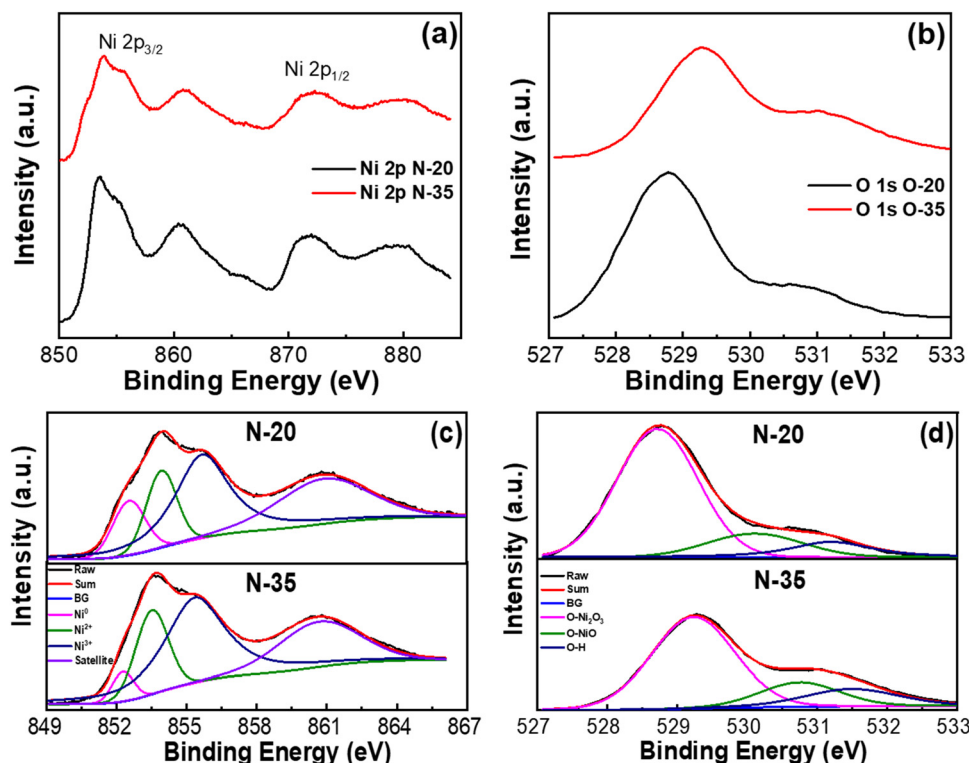 (a)
Ni 2p3/2
Ni 2p1/2
Ni 2p N-20
Ni 2p N-35
Intensity (a.u.)
850 860 870 880
Binding Energy (eV)
(b)
O 1s O-20
O 1s O-35
Intensity (a.u.)
527 528 529 530 531 532 533
Binding Energy (eV)
N-20
(c)
N-35
Raw
Sum
BG
Ni⁰
Ni²⁺
Ni³⁺
Satellite
Intensity (a.u.)
849 852 855 858 861 864 867
Binding Energy (eV)
N-20
(d)
N-35
Raw
Sum
BG
O-Ni₂O₃
O-NiO
O-H
Intensity (a.u.)
527 528 529 530 531 532 533
Binding Energy (eV)